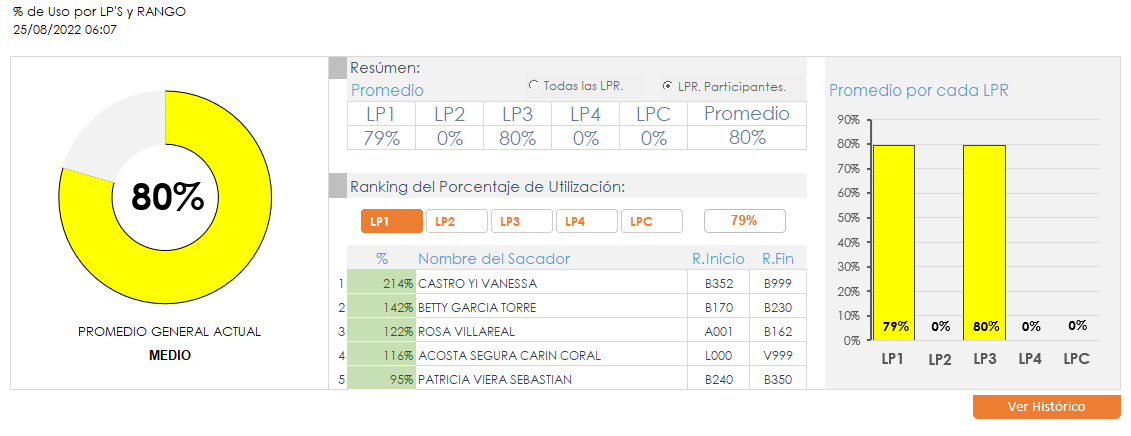 % de Uso por LP'S y RANGO
25/08/2022 06:07
80%
PROMEDIO GENERAL ACTUAL
MEDIO
Resúmen:
Promedio
Todas las LPR.
LPR. Participantes.
LP1 LP2 LP3 LP4 LPC Promedio
79% 0% 80% 0% 0% 80%
Ranking del Porcentaje de Utilización:
LP1 LP2 LP3 LP4 LPC 79%
% Nombre del Sacador R.Inicio R.Fin
1 214% CASTRO YI VANESSA B352 B999
2 142% BETTY GARCIA TORRE B170 B230
3 122% ROSA VILLAREAL A001 B162
4 116% ACOSTA SEGURA CARIN CORAL L000 V999
5 95% PATRICIA VIERA SEBASTIAN B240 B350
Promedio por cada LPR
90%
80%
70%
60%
50%
40%
30%
20%
10%
0%
79% 0% 80% 0% 0%
LP1 LP2 LP3 LP4 LPC
Ver Histórico